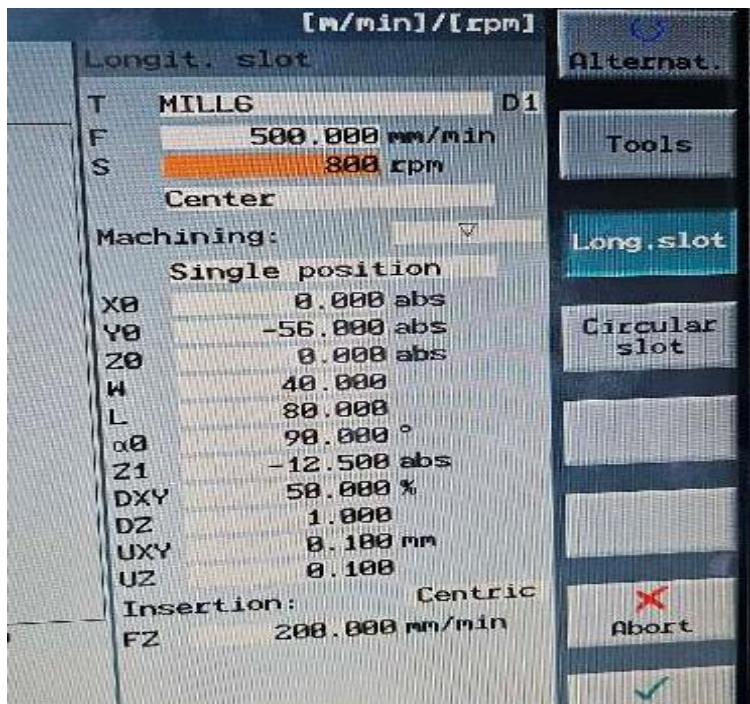 [m/min]/[rpm]
Longit. slot
T MILL6 D1
F 500.000 mm/min
S 800 rpm
Center
Machining: ▽
Single position
X0 0.000 abs
Y0 -56.000 abs
Z0 0.000 abs
W 40.000
L 80.000
α0 90.000 °
Z1 -12.500 abs
DXY 50.000 %
DZ 1.000
UXY 0.100 mm
UZ 0.100
Insertion: Centric
FZ 200.000 mm/min
Alternat.
Tools
Long.slot
Circular
slot
Abort